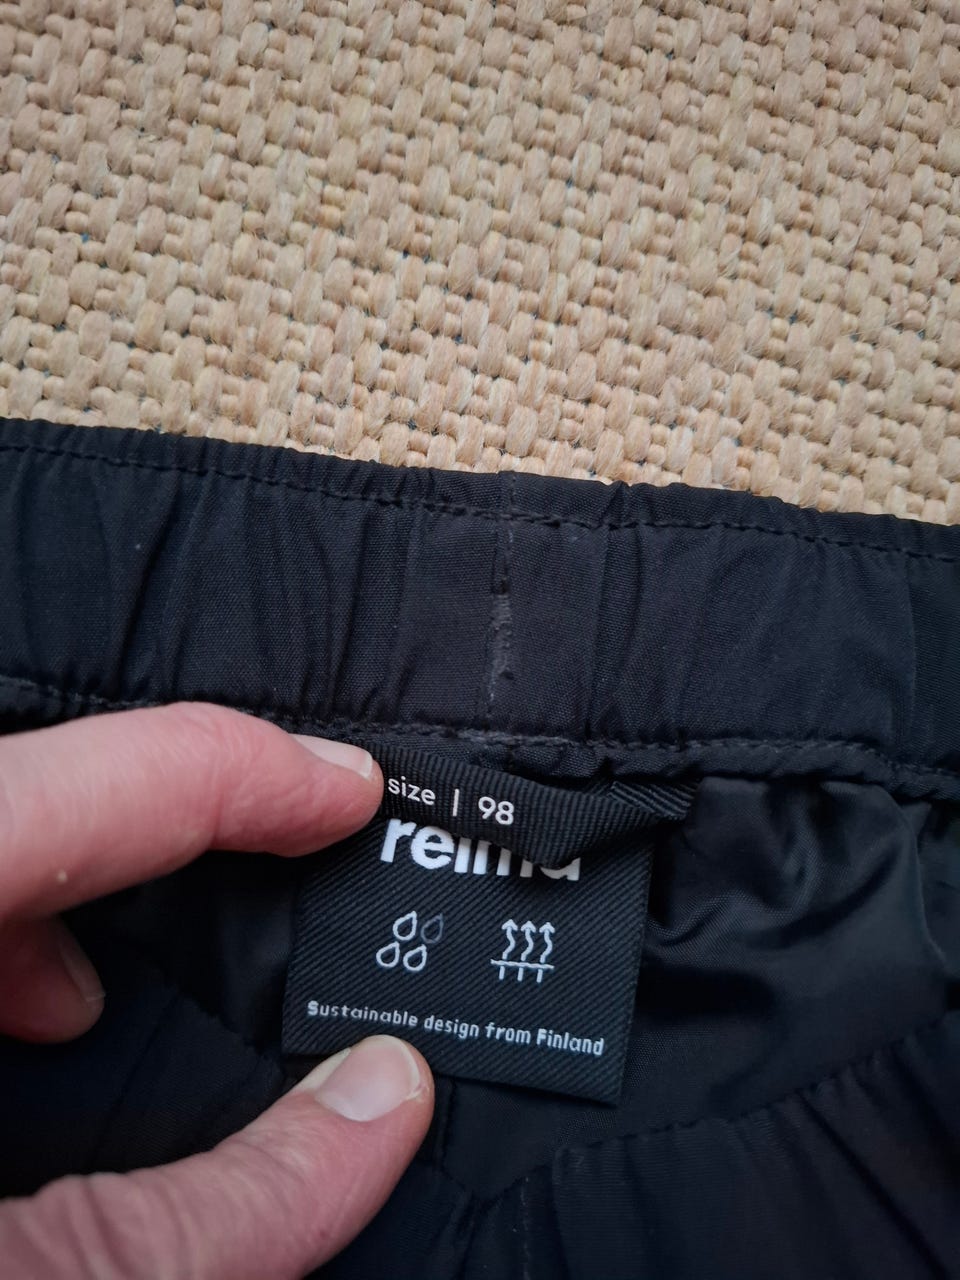 size | 98
reima
Sustainable design from Finland